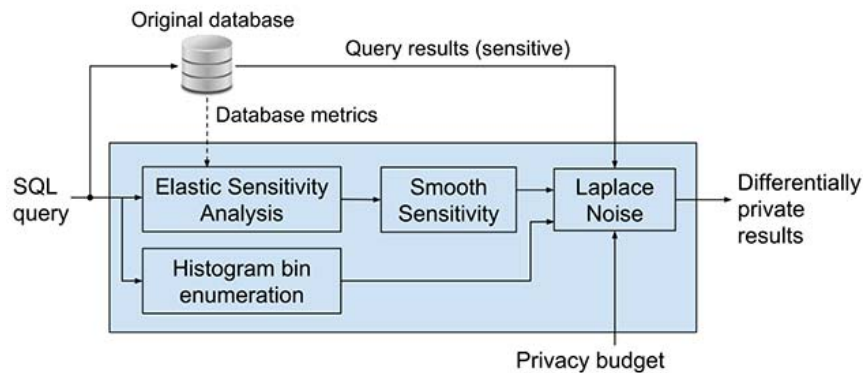 Original database
Query results (sensitive)
Database metrics
SQL
query
Elastic Sensitivity
Analysis
Smooth
Sensitivity
Laplace
Noise
Differentially
private
results
Histogram bin
enumeration
Privacy budget